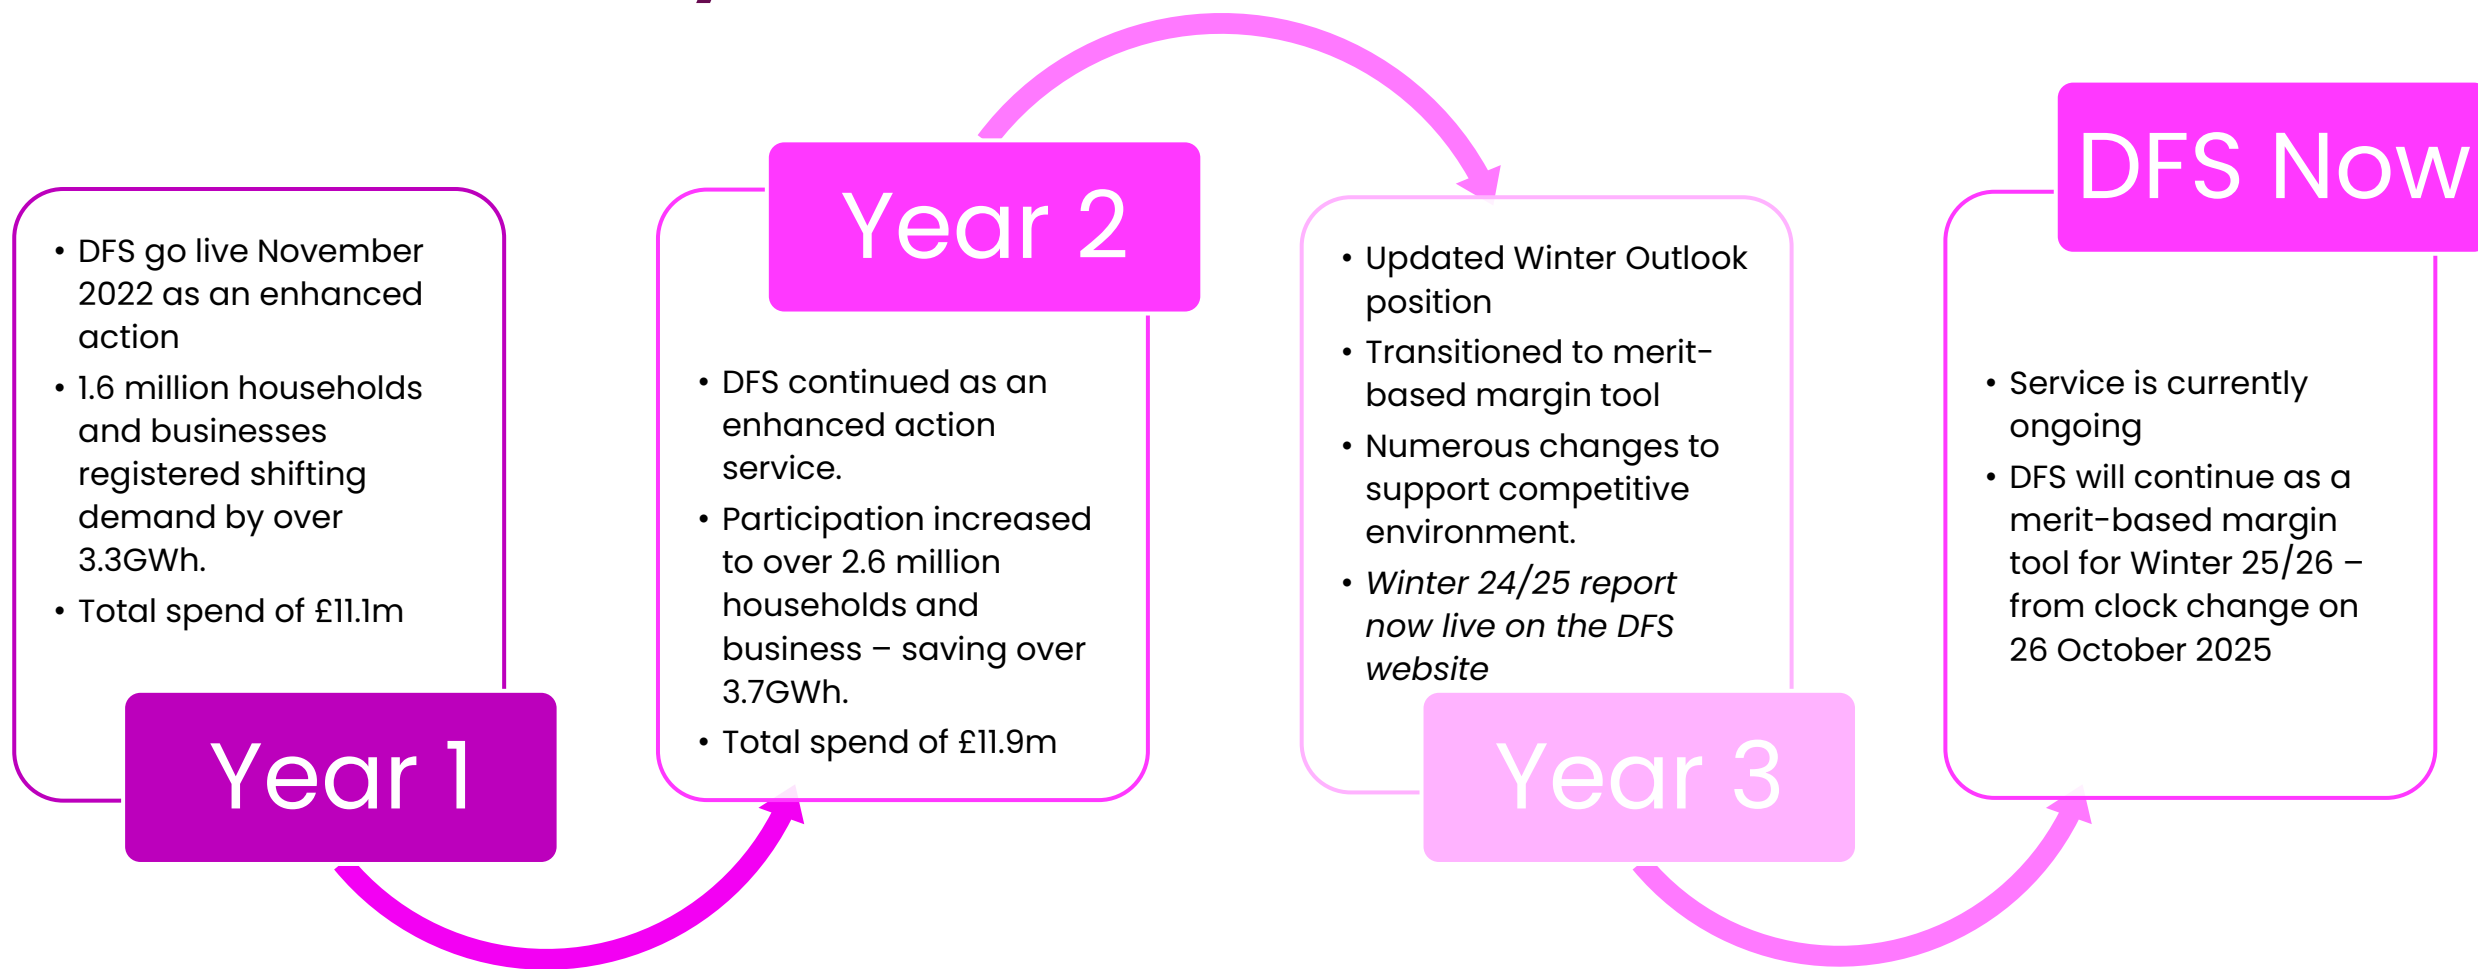 • DFS go live November
2022 as an enhanced
action
• 1.6 million households
and businesses
registered shifting
demand by over
3.3GWh.
• Total spend of £11.1m
Year 1
Year 2
• DFS continued as an
enhanced action
service.
• Participation increased
to over 2.6 million
households and
business – saving over
3.7GWh.
• Total spend of £11.9m
• Updated Winter Outlook
position
• Transitioned to merit-
based margin tool
• Numerous changes to
support competitive
environment.
• Winter 24/25 report
now live on the DFS
website
Year 3
DFS Now
• Service is currently
ongoing
• DFS will continue as a
merit-based margin
tool for Winter 25/26 –
from clock change on
26 October 2025